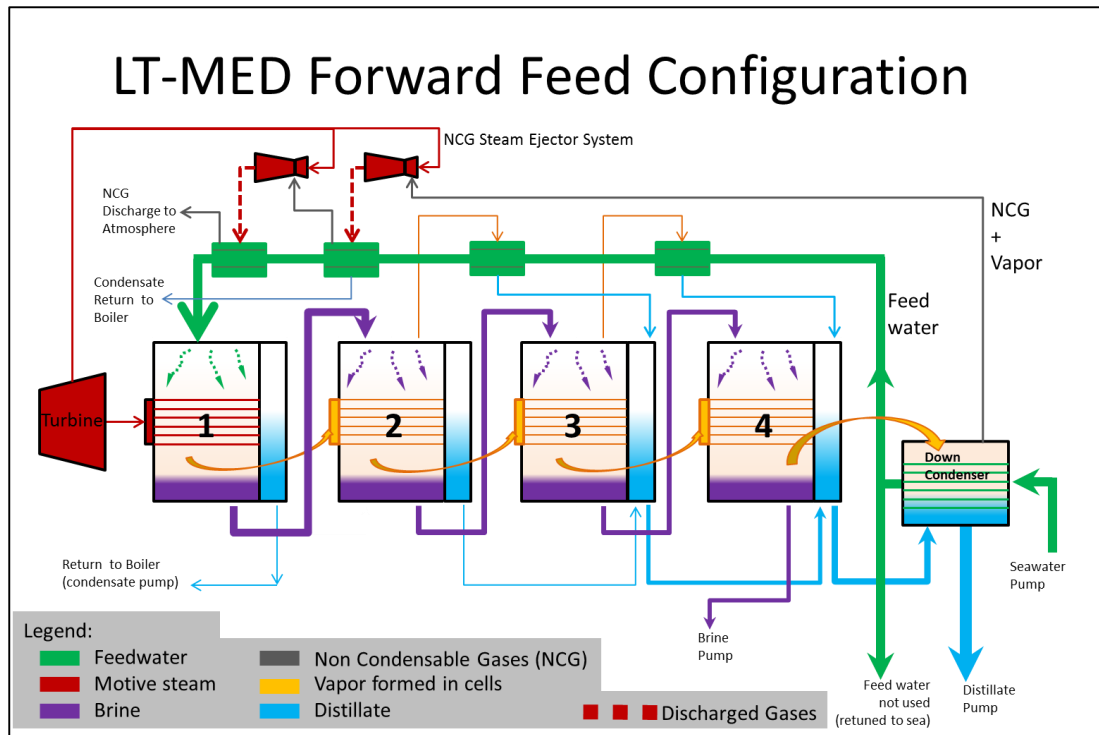 LT-MED Forward Feed Configuration
NCG Steam Ejector System
NCG
Discharge to
Atmosphere
NCG
+
Vapor
Condensate
Return to
Boiler
Feed
water
Turbine
1
2
3
4
Down
Condenser
Return to Boiler
(condensate pump)
Seawater
Pump
Brine
Pump
Feed water
not used
(retuned to sea)
Distillate
Pump
Legend:
Feedwater
Motive steam
Brine
Non Condensable Gases (NCG)
Vapor formed in cells
Distillate
Discharged Gases